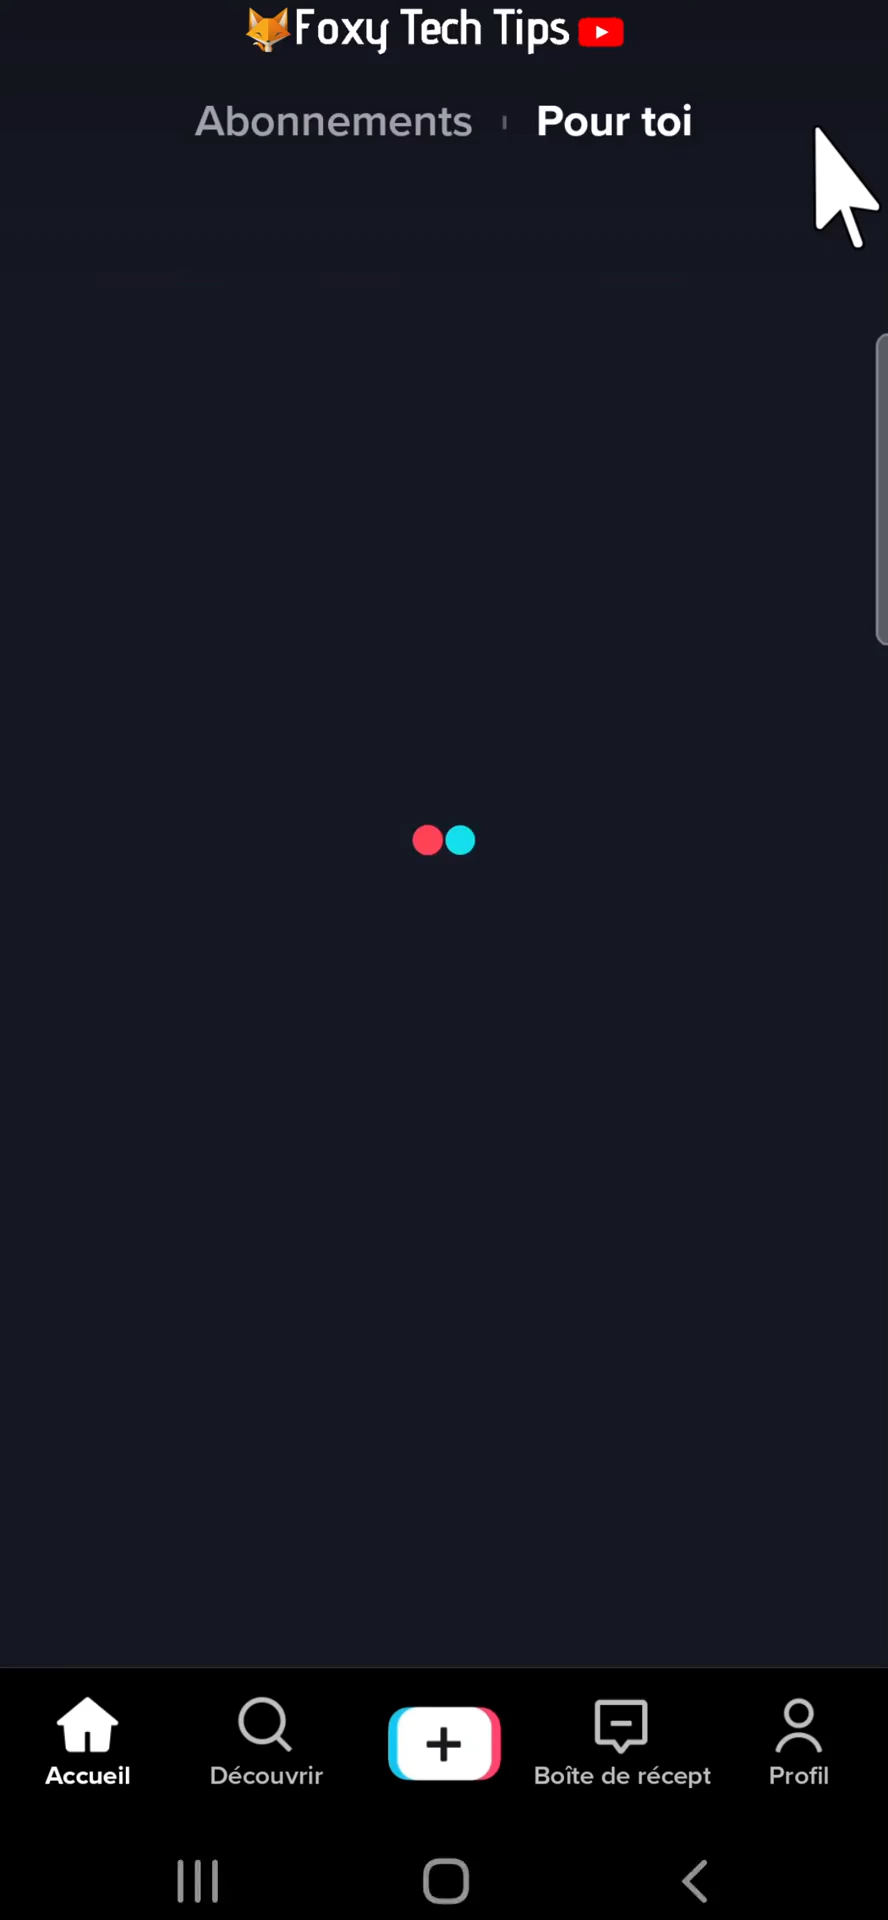 Foxy Tech Tips
Abonnements Pour toi
Accueil Découvrir Boîte de récept Profil